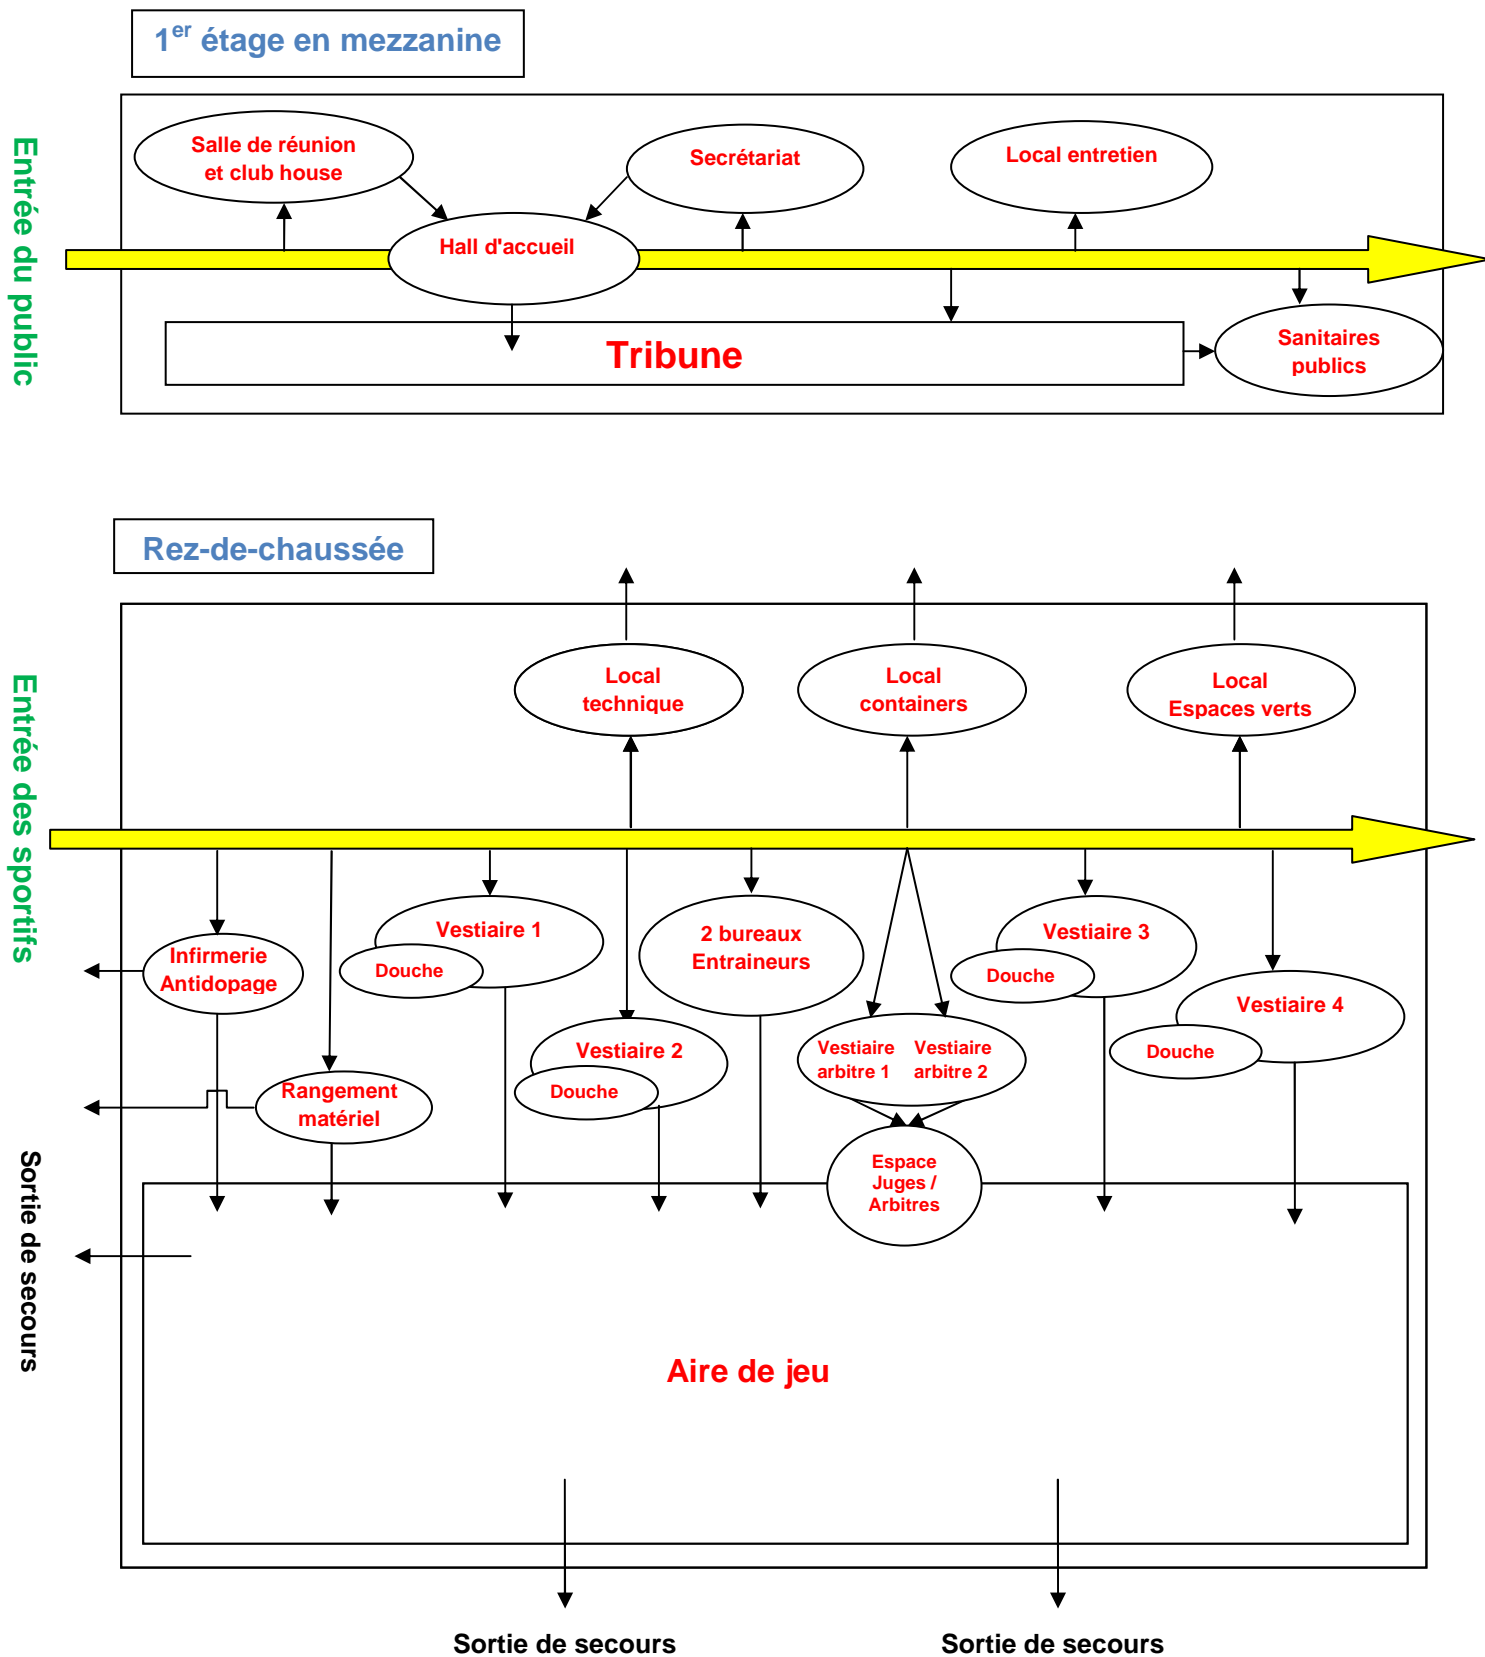 1er étage en mezzanine
Entrée du public
Salle de réunion
et club house
Secrétariat
Local entretien
Hall d'accueil
Tribune
Sanitaires
publics
Rez-de-chaussée
Entrée des sportifs
Local
technique
Local
containers
Local
Espaces verts
Infirmerie
Antidopage
Rangement
matériel
Vestiaire 1
Douche
Vestiaire 2
Douche
2 bureaux
Entraineurs
Vestiaire
arbitre 1
Vestiaire
arbitre 2
Espace
Juges /
Arbitres
Vestiaire 3
Douche
Vestiaire 4
Douche
Sortie de secours
Aire de jeu
Sortie de secours
Sortie de secours